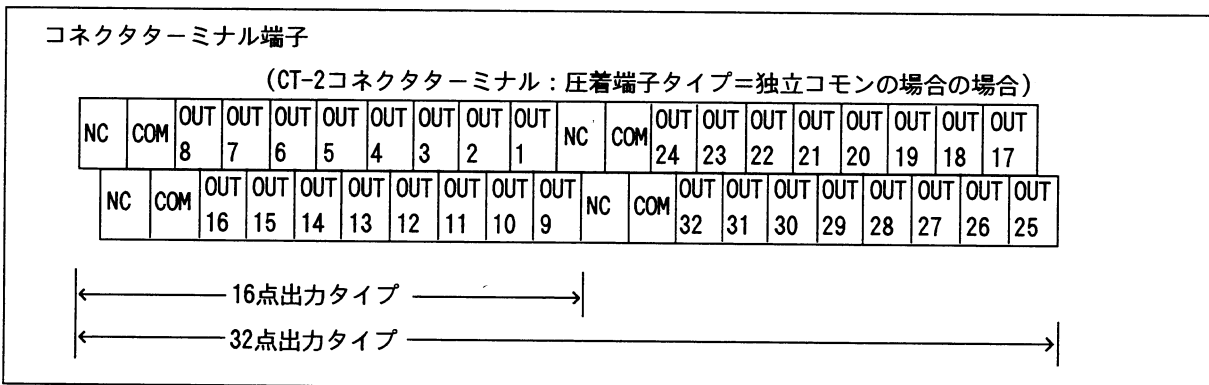 コネクタターミナル端子
(CT-2コネクタターミナル:圧着端子タイプ=独立コモンの場合の場合)
NC COM OUT 8 OUT 7 OUT 6 OUT 5 OUT 4 OUT 3 OUT 2 OUT 1 NC COM OUT 24 OUT 23 OUT 22 OUT 21 OUT 20 OUT 19 OUT 18 OUT 17
NC COM OUT 16 OUT 15 OUT 14 OUT 13 OUT 12 OUT 11 OUT 10 OUT 9 NC COM OUT 32 OUT 31 OUT 30 OUT 29 OUT 28 OUT 27 OUT 26 OUT 25
16点出力タイプ
32点出力タイプ